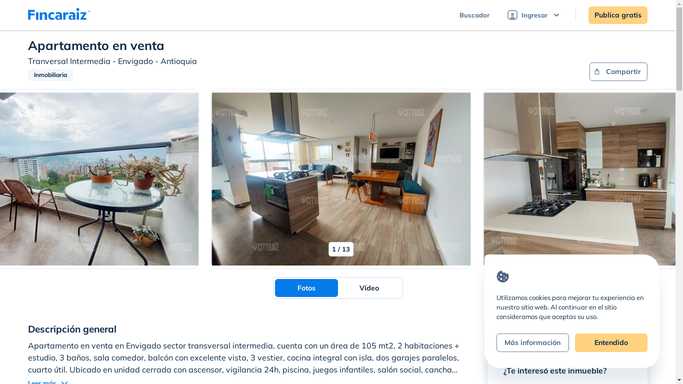 Fincaraiz
Buscador
Ingresar
Publica gratis
Apartamento en venta
Tranversal Intermedia - Envigado - Antioquia
Inmobiliaria
Compartir
1 / 13
Fotos
Video
Utilizamos cookies para mejorar tu experiencia en
nuestro sitio web. Al continuar en el sitio
consideramos que aceptas su uso.
Más información
Entendido
Descripción general
Apartamento en venta en Envigado sector transversal intermedia, cuenta con un área de 105 mt2, 2 habitaciones +
estudio, 3 baños, sala comedor, balcón con excelente vista, 3 vestier, cocina integral con isla, dos garajes paralelos,
cuarto útil. Ubicado en unidad cerrada con ascensor, vigilancia 24h, piscina, juegos infantiles, salón social, cancha...
Leer más
¿Te interesó este inmueble?